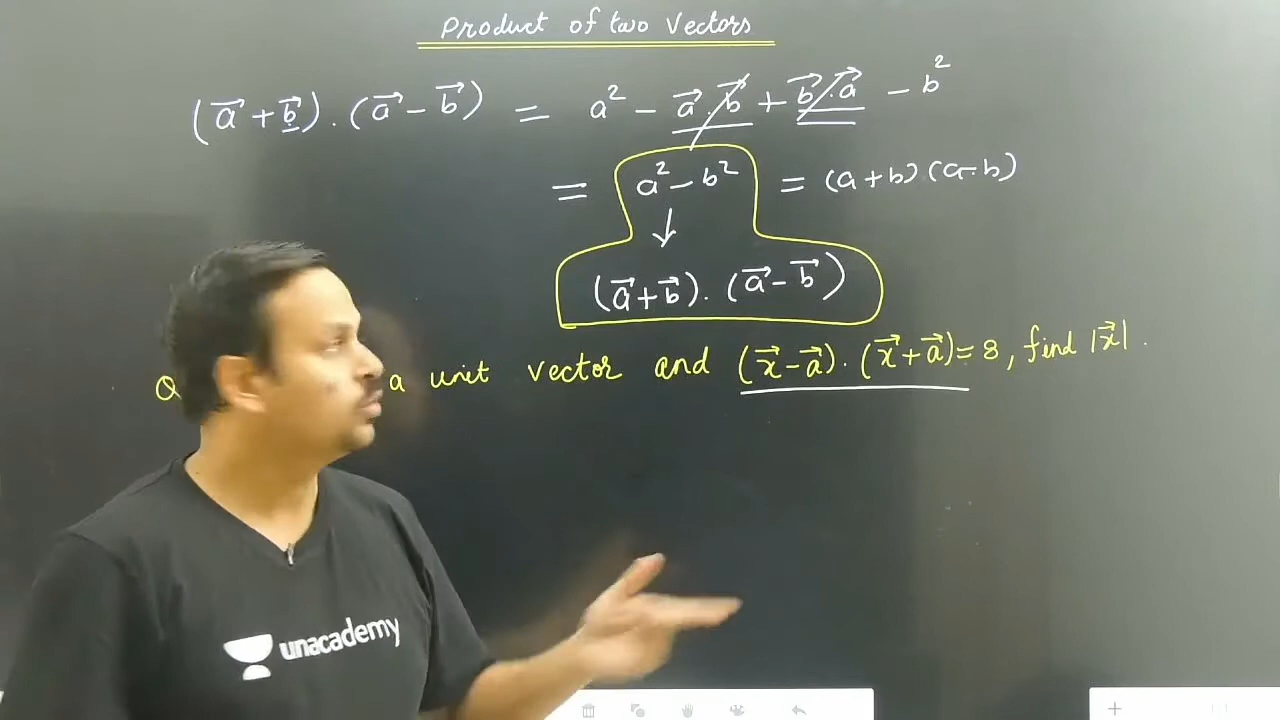 Product of two Vectors
(a⃗ + b⃗) . (a⃗ − b⃗) = a² − a⃗ . b⃗ + b⃗ . a⃗ − b²
= a² − b² = (a + b) (a − b)
↓
(a⃗ + b⃗) . (a⃗ − b⃗)
Q a unit vector and (x⃗ − a⃗) . (x⃗ + a⃗) = 8, find |x⃗| .
unacademy